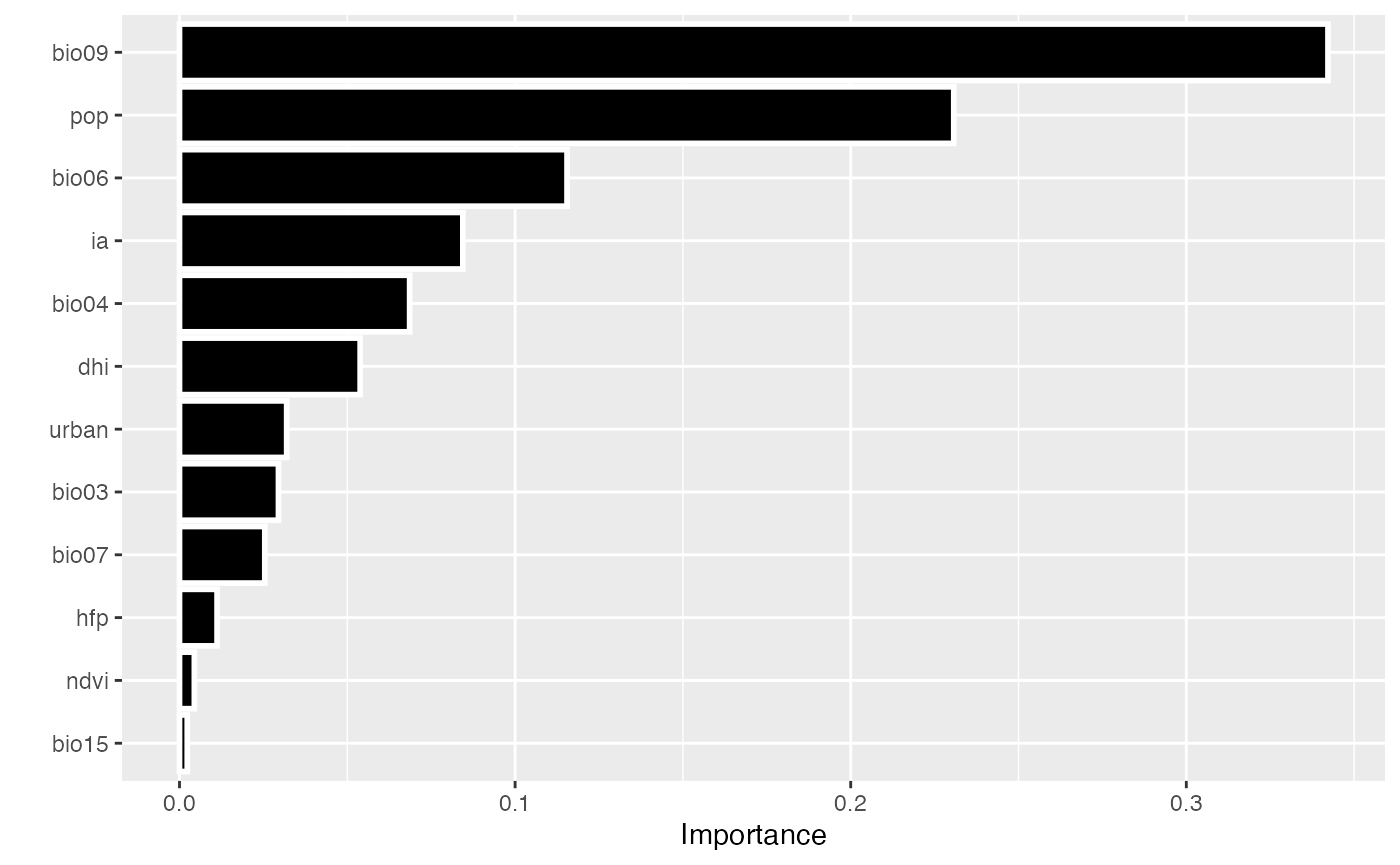 bio09
pop
bio06
ia
bio04
dhi
urban
bio03
bio07
hfp
ndvi
bio15
0.0 0.1 0.2 0.3
Importance